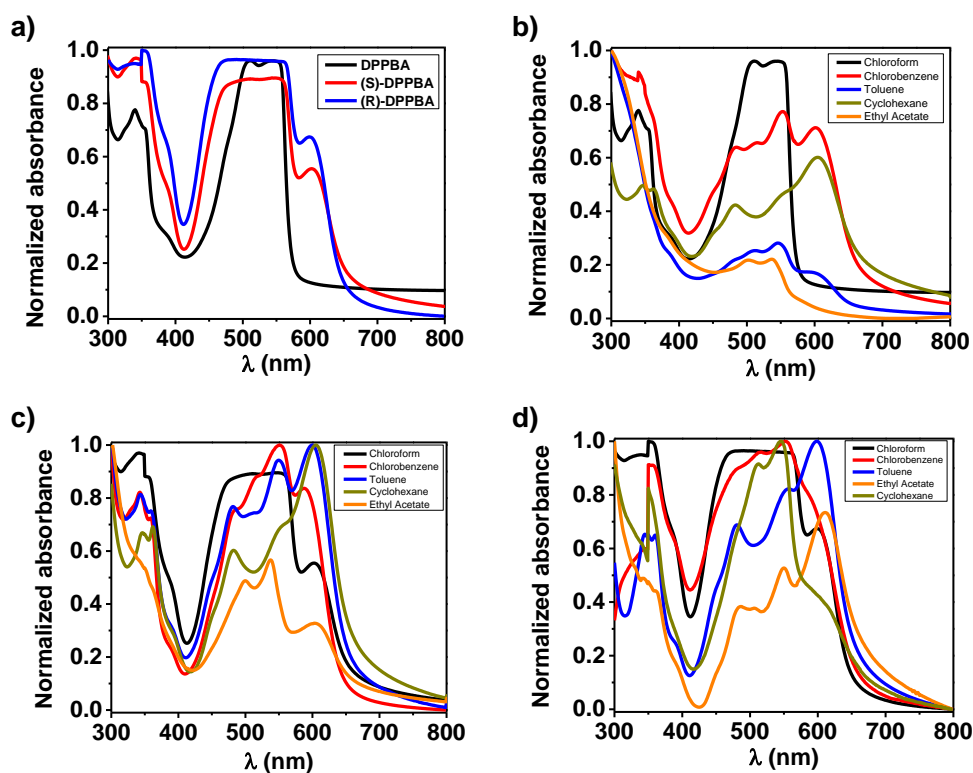 a)
Normalized absorbance
1.0
0.8
0.6
0.4
0.2
0.0
DPPBA
(S)-DPPBA
(R)-DPPBA
300 400 500 600 700 800
λ (nm)
b)
Normalized absorbance
1.0
0.8
0.6
0.4
0.2
0.0
Chloroform
Chlorobenzene
Toluene
Cyclohexane
Ethyl Acetate
300 400 500 600 700 800
λ (nm)
c)
Normalized absorbance
1.0
0.8
0.6
0.4
0.2
0.0
Chloroform
Chlorobenzene
Toluene
Cyclohexane
Ethyl Acetate
300 400 500 600 700 800
λ (nm)
d)
Normalized absorbance
1.0
0.8
0.6
0.4
0.2
0.0
Chloroform
Chlorobenzene
Toluene
Ethyl Acetate
Cyclohexane
300 400 500 600 700 800
λ (nm)